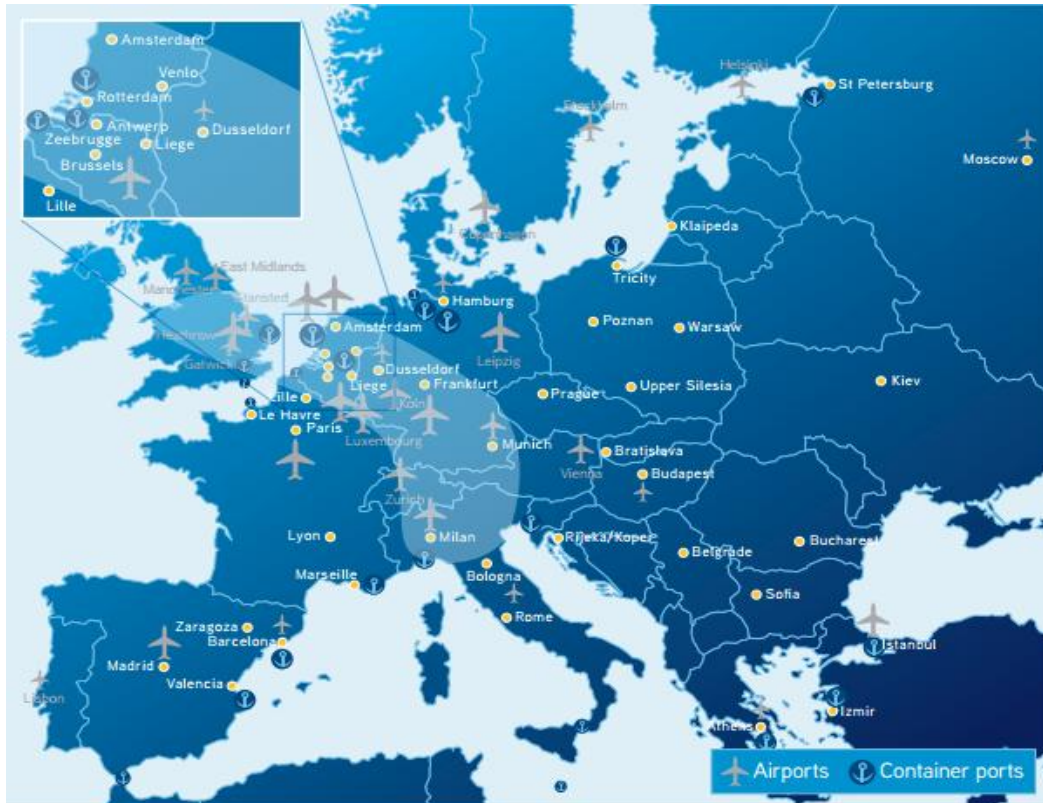 Amsterdam
Venlo
Rotterdam
Antwerp
Dusseldorf
Zeebrugge
Liege
Brussels
Lille
Helsinki
St Petersburg
Stockholm
Moscow
Copenhagen
Klaipeda
Tricity
East Midlands
Manchester
Stansted
Hamburg
Heathrow
Amsterdam
Poznan
Warsaw
Leipzig
Gatwick
Dusseldorf
Liege
Frankfurt
Upper Silesia
Kiev
Lille
Koln
Prague
Le Havre
Paris
Luxembourg
Munich
Bratislava
Vienna
Budapest
Zurich
Lyon
Milan
Rijeka/Koper
Bucharest
Belgrade
Bologna
Marseille
Sofia
Zaragoza
Rome
Barcelona
Istanbul
Madrid
Valencia
Lisbon
Izmir
Athens
Airports
Container ports